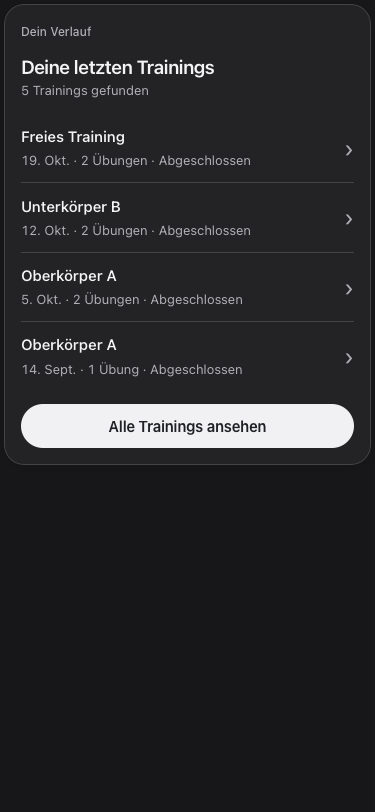 Dein Verlauf
Deine letzten Trainings
5 Trainings gefunden
Freies Training
19. Okt. · 2 Übungen · Abgeschlossen
Unterkörper B
12. Okt. · 2 Übungen · Abgeschlossen
Oberkörper A
5. Okt. · 2 Übungen · Abgeschlossen
Oberkörper A
14. Sept. · 1 Übung · Abgeschlossen
Alle Trainings ansehen